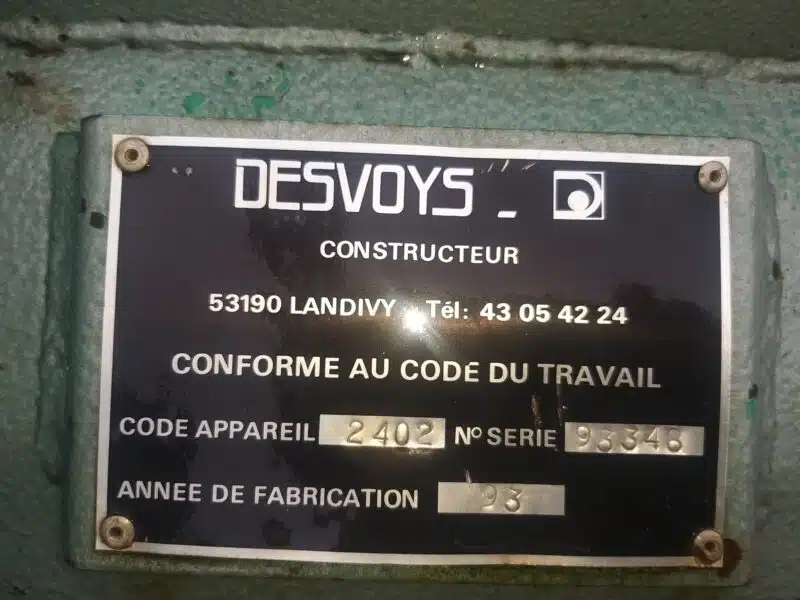 DESVOYS -
CONSTRUCTEUR
53190 LANDIVY Tél: 43 05 42 24
CONFORME AU CODE DU TRAVAIL
CODE APPAREIL 2402 Nº SERIE 93348
ANNEE DE FABRICATION 93